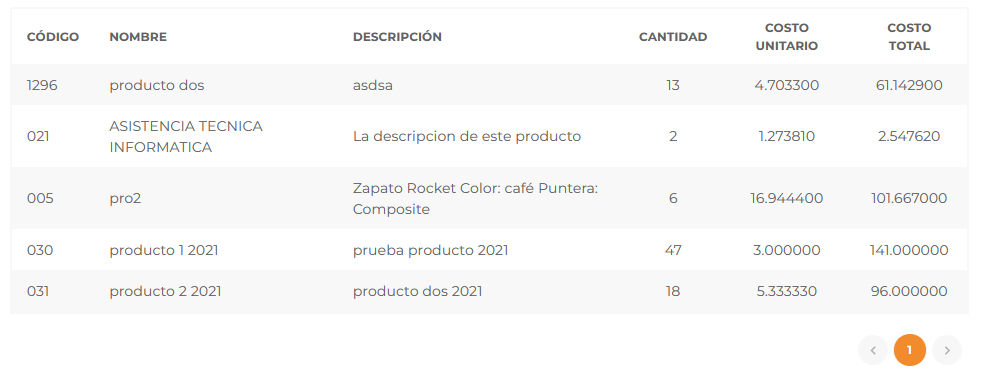 CÓDIGO NOMBRE DESCRIPCIÓN CANTIDAD COSTO UNITARIO COSTO TOTAL
1296 producto dos asdsa 13 4.703300 61.142900
021 ASISTENCIA TECNICA INFORMATICA La descripcion de este producto 2 1.273810 2.547620
005 pro2 Zapato Rocket Color: café Puntera: Composite 6 16.944400 101.667000
030 producto 1 2021 prueba producto 2021 47 3.000000 141.000000
031 producto 2 2021 producto dos 2021 18 5.333330 96.000000
1